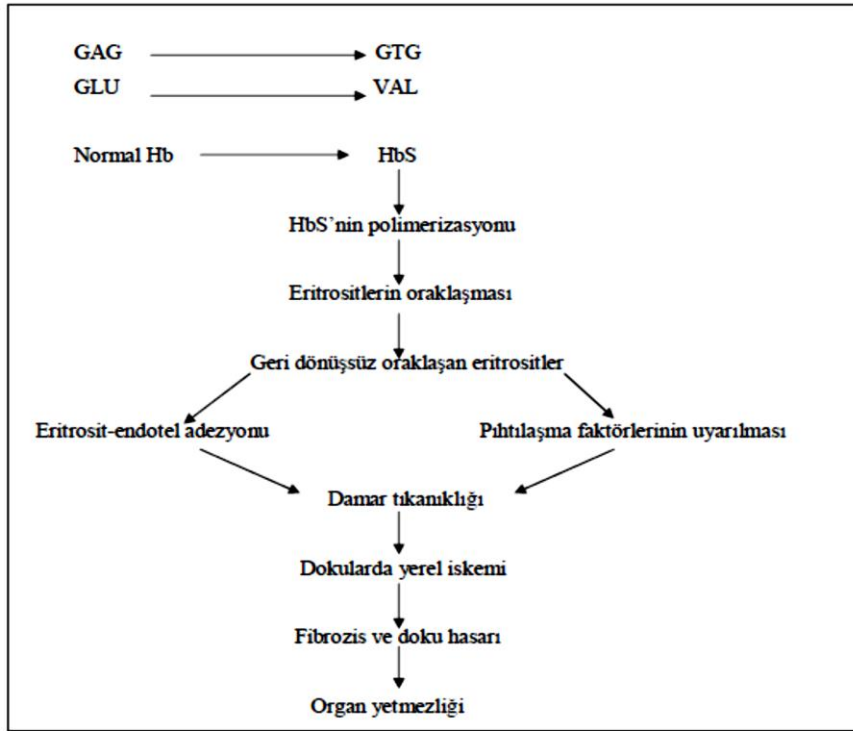 GAG GTG
GLU VAL
Normal Hb HbS
HbS'nin polimerizasyonu
Eritrositlerin oraklaşması
Geri dönüşsüz oraklaşan eritrositler
Eritrosit-endotel adezyonu Pıhtılaşma faktörlerinin uyarılması
Damar tıkanıklığı
Dokularda yerel iskemi
Fibrozis ve doku hasarı
Organ yetmezliği